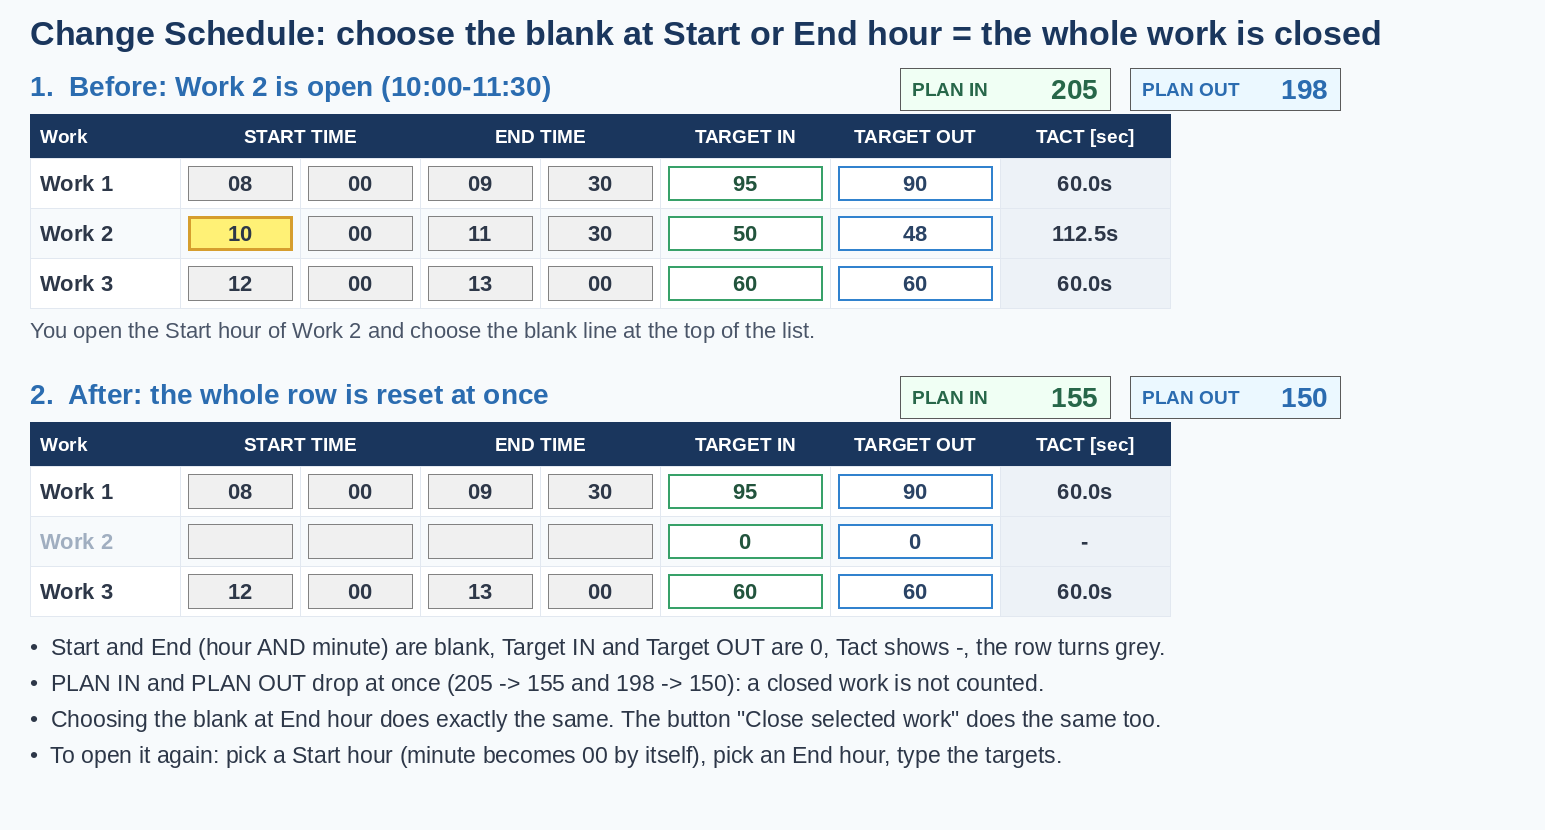 Change Schedule: choose the blank at Start or End hour = the whole work is closed
1. Before: Work 2 is open (10:00-11:30) PLAN IN 205 PLAN OUT 198
Work START TIME END TIME TARGET IN TARGET OUT TACT [sec]
Work 1 08 00 09 30 95 90 60.0s
Work 2 10 00 11 30 50 48 112.5s
Work 3 12 00 13 00 60 60 60.0s
You open the Start hour of Work 2 and choose the blank line at the top of the list.
2. After: the whole row is reset at once PLAN IN 155 PLAN OUT 150
Work START TIME END TIME TARGET IN TARGET OUT TACT [sec]
Work 1 08 00 09 30 95 90 60.0s
Work 2 0 0 -
Work 3 12 00 13 00 60 60 60.0s
• Start and End (hour AND minute) are blank, Target IN and Target OUT are 0, Tact shows -, the row turns grey.
• PLAN IN and PLAN OUT drop at once (205 -> 155 and 198 -> 150): a closed work is not counted.
• Choosing the blank at End hour does exactly the same. The button "Close selected work" does the same too.
• To open it again: pick a Start hour (minute becomes 00 by itself), pick an End hour, type the targets.